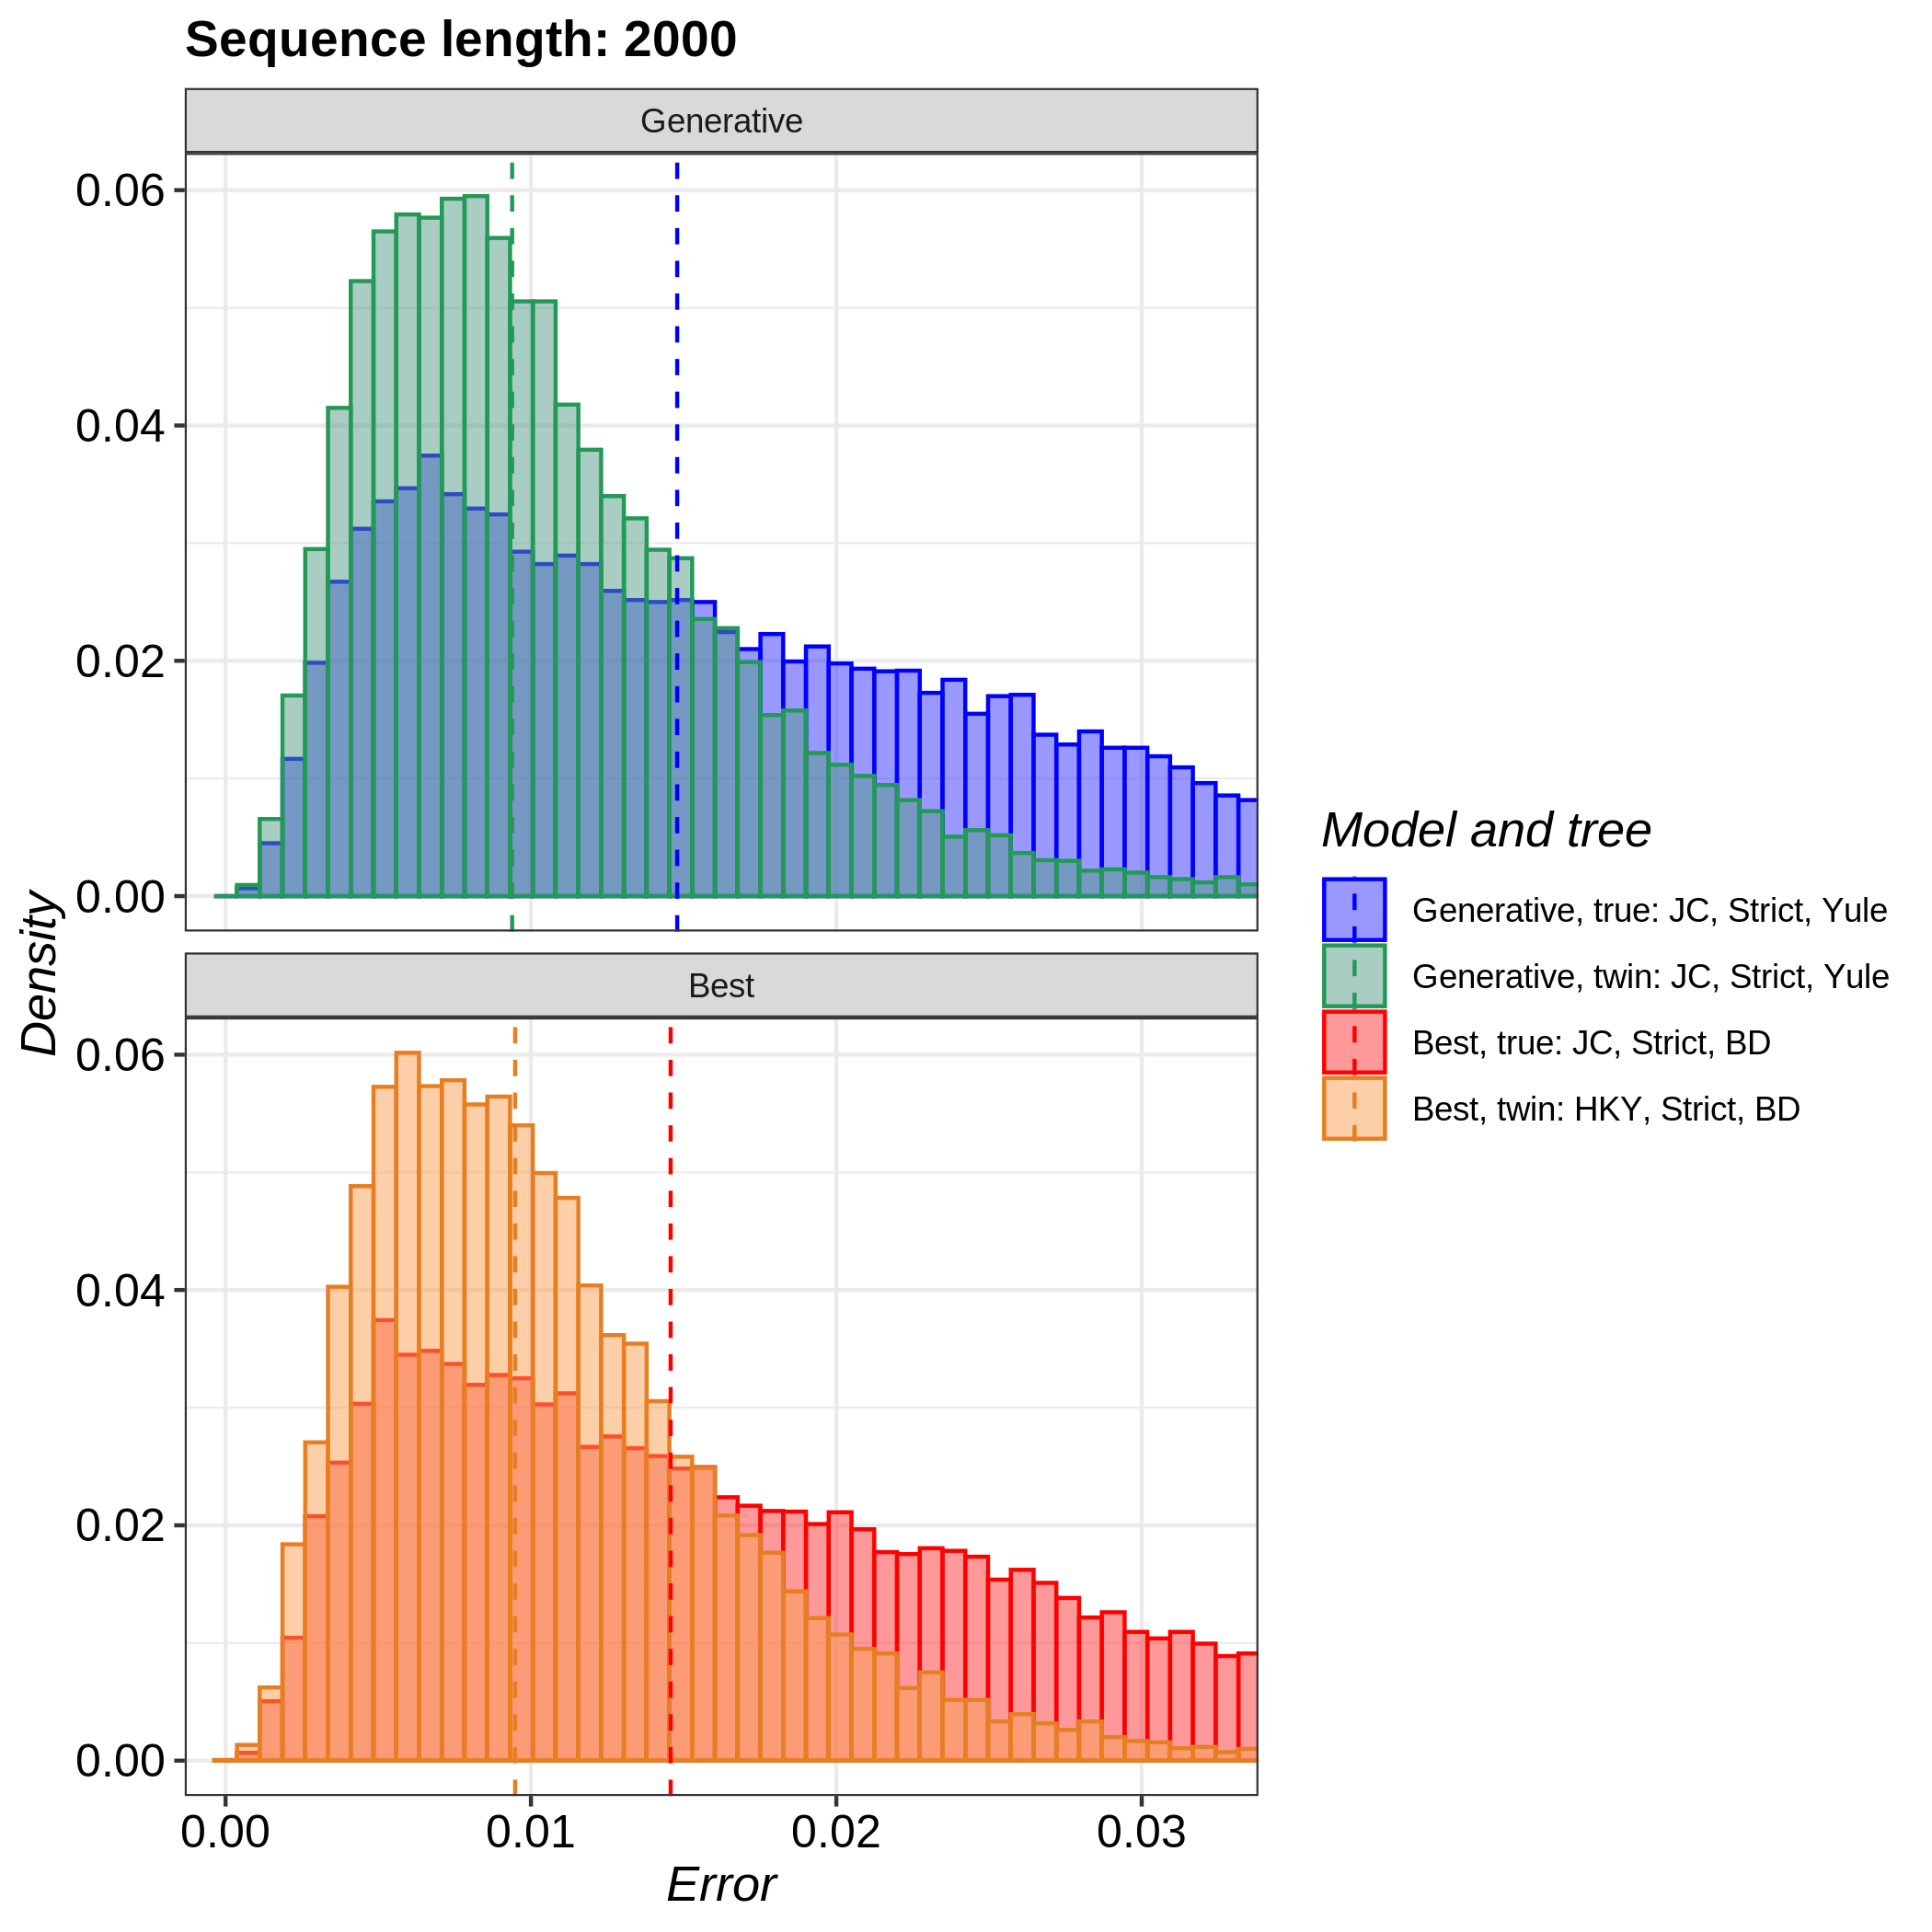 Sequence length: 2000
Generative
0.06
0.04
0.02
0.00
Best
0.06
0.04
0.02
0.00
0.00 0.01 0.02 0.03
Error
Density
Model and tree
Generative, true: JC, Strict, Yule
Generative, twin: JC, Strict, Yule
Best, true: JC, Strict, BD
Best, twin: HKY, Strict, BD